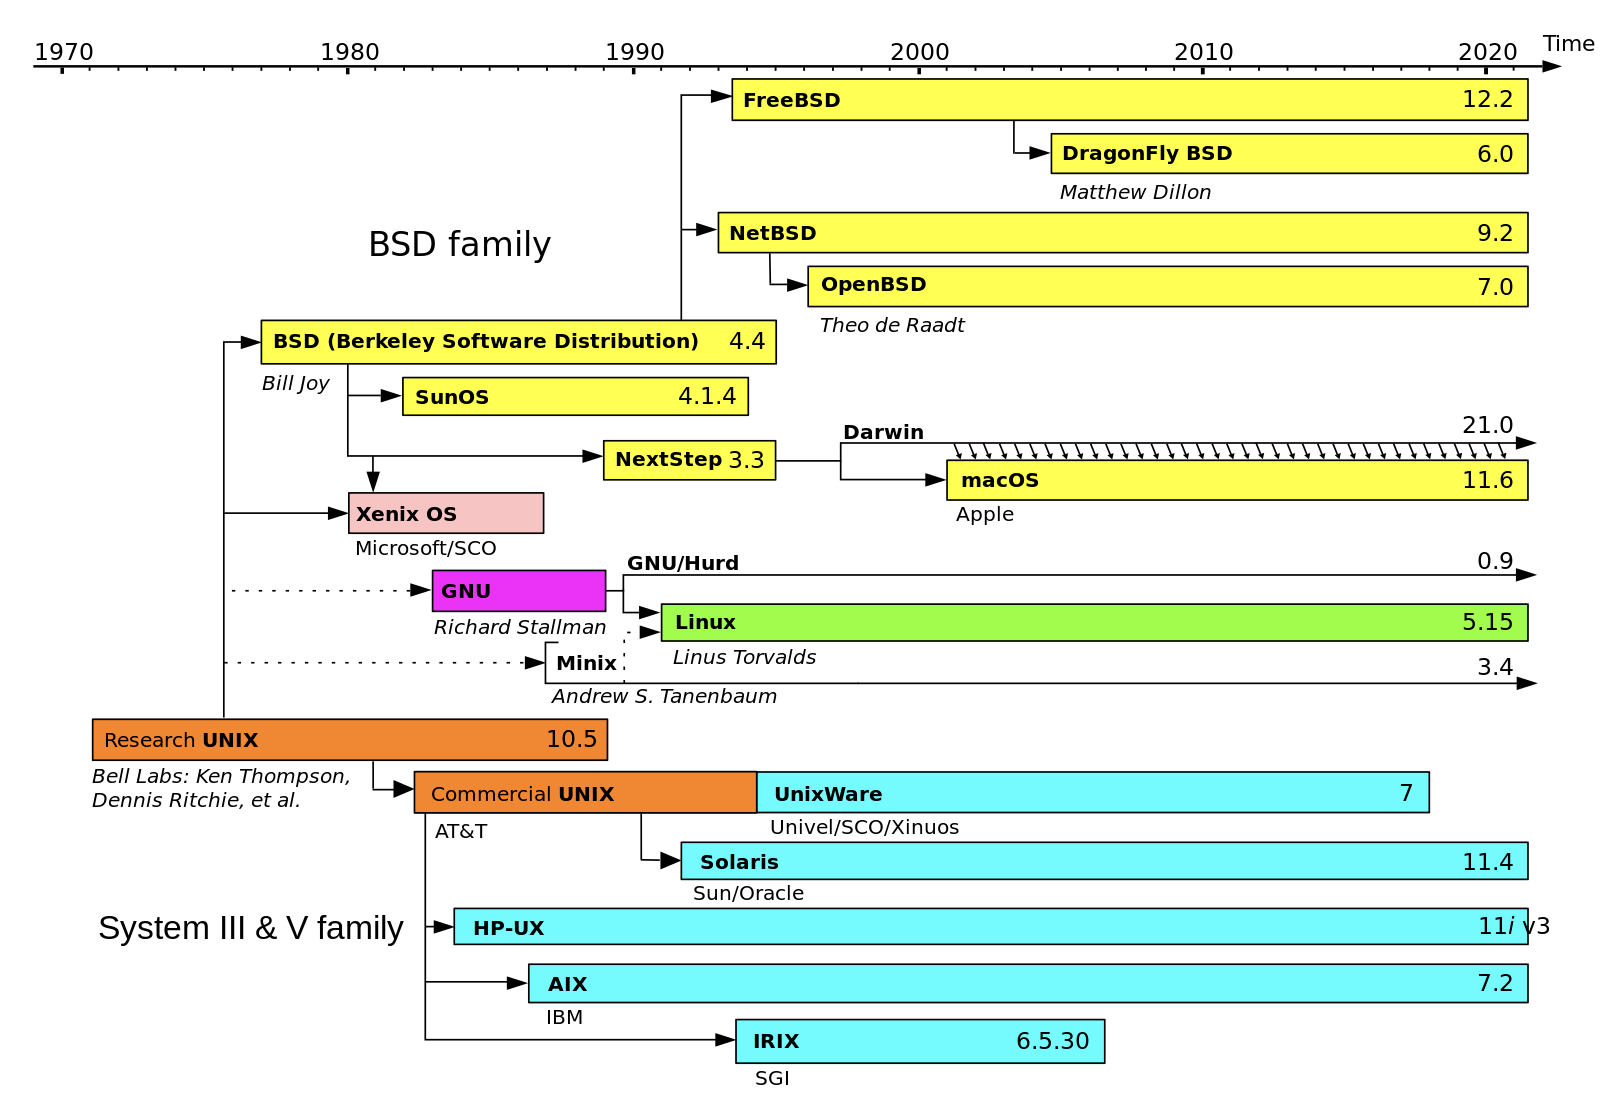 1970 1980 1990 2000 2010 2020 Time
FreeBSD 12.2
DragonFly BSD 6.0
Matthew Dillon
BSD family
NetBSD 9.2
OpenBSD 7.0
Theo de Raadt
BSD (Berkeley Software Distribution) 4.4
Bill Joy
SunOS 4.1.4
Darwin 21.0
NextStep 3.3
macOS 11.6
Apple
Xenix OS
Microsoft/SCO
GNU/Hurd 0.9
GNU
Richard Stallman
Linux 5.15
Linus Torvalds
Minix 3.4
Andrew S. Tanenbaum
Research UNIX 10.5
Bell Labs: Ken Thompson,
Dennis Ritchie, et al.
Commercial UNIX
UnixWare 7
AT&T
Univel/SCO/Xinuos
Solaris 11.4
Sun/Oracle
System III & V family
HP-UX 11i v3
AIX 7.2
IBM
IRIX 6.5.30
SGI